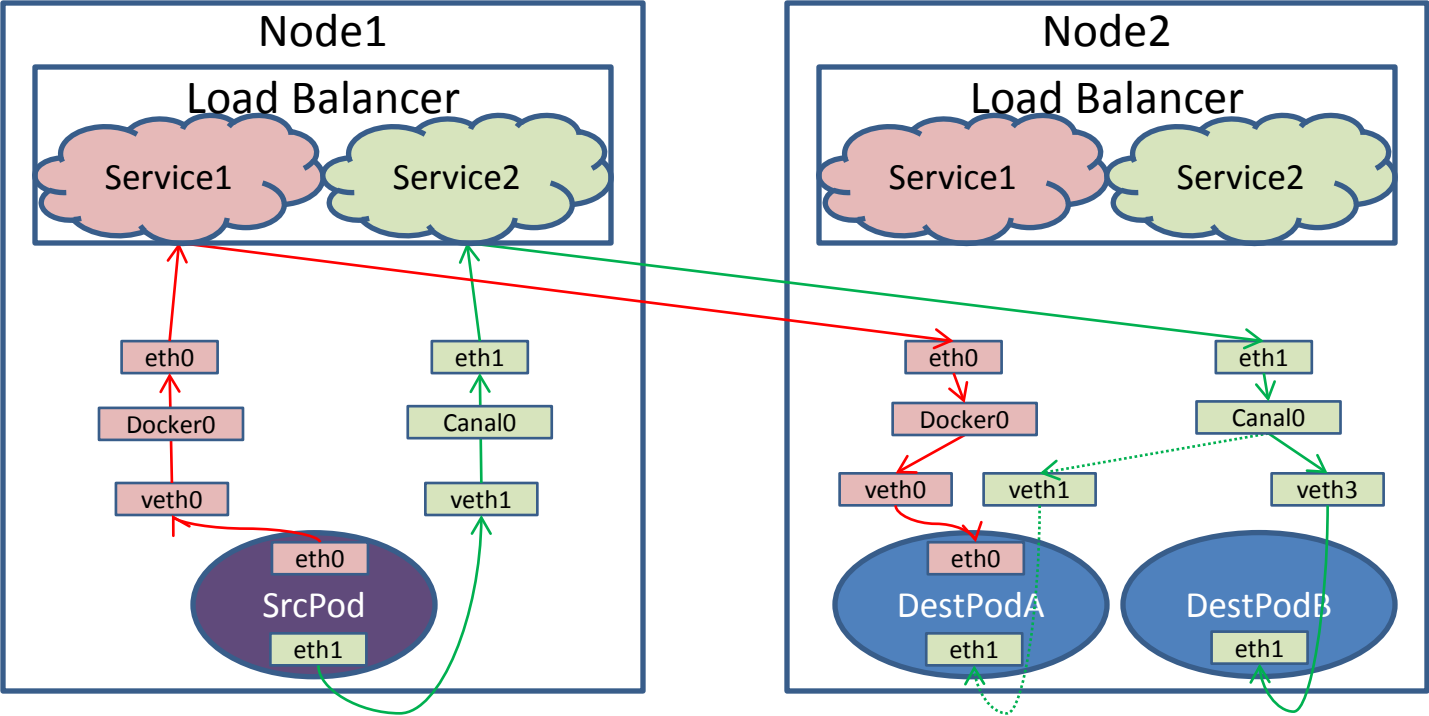 Node1
Load Balancer
Service1
Service2
eth0
eth1
Docker0
Canal0
veth0
veth1
eth0
SrcPod
eth1
Node2
Load Balancer
Service1
Service2
eth0
eth1
Docker0
Canal0
veth0
veth1
veth3
eth0
DestPodA
DestPodB
eth1
eth1